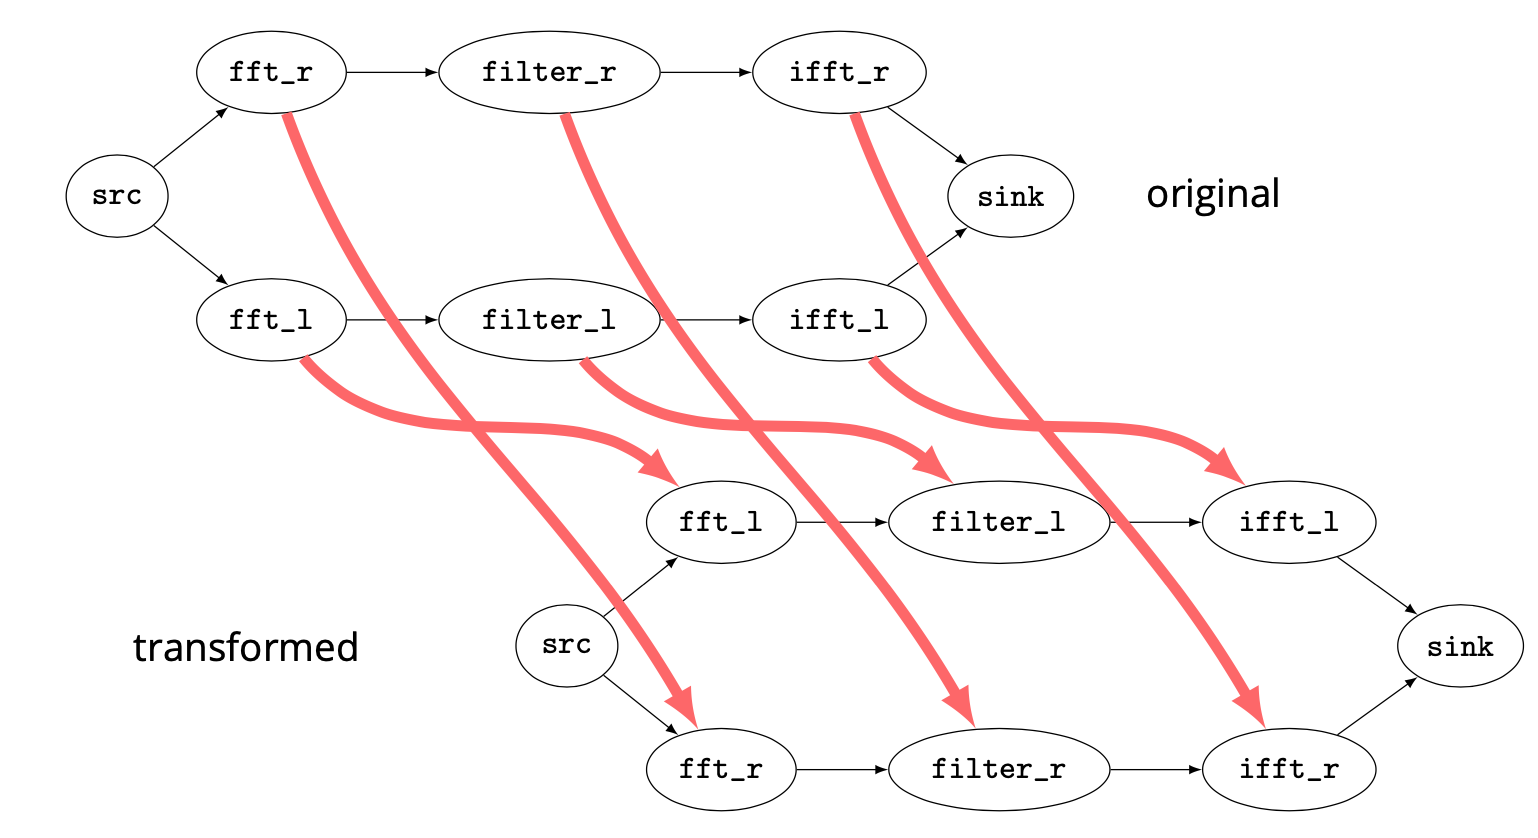 fft_r
filter_r
ifft_r
src
sink
original
fft_l
filter_l
ifft_l
fft_l
filter_l
ifft_l
transformed
src
sink
fft_r
filter_r
ifft_r